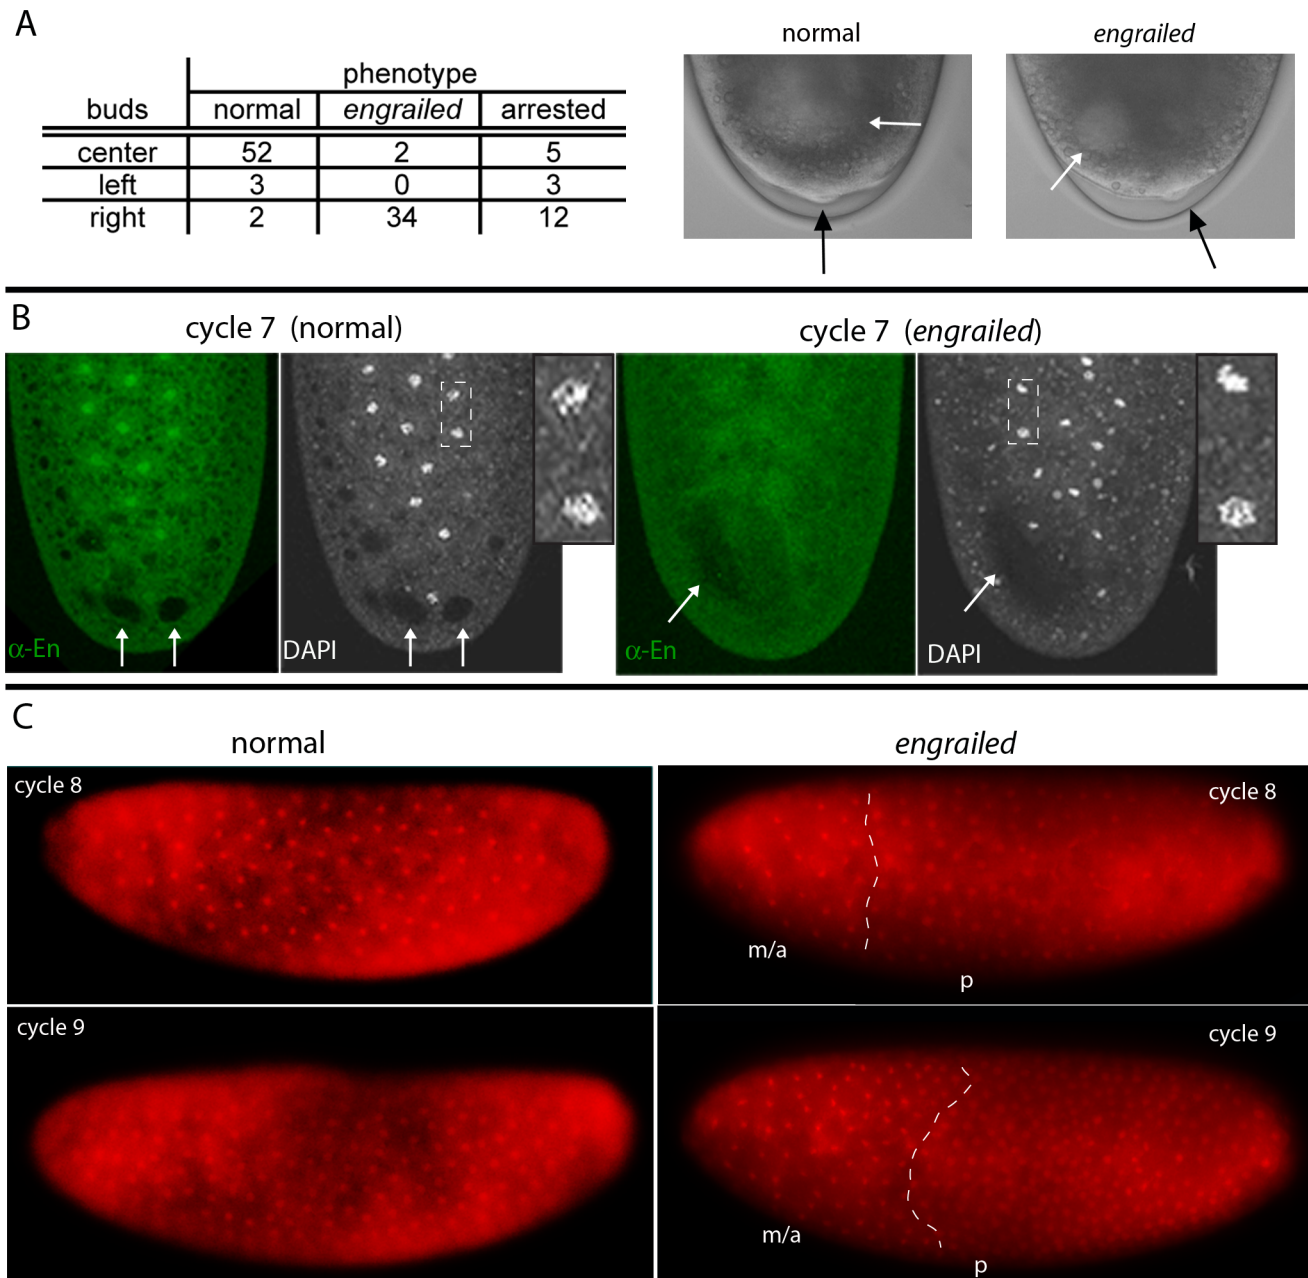 A
phenotype
buds normal engrailed arrested
center 52 2 5
left 3 0 3
right 2 34 12
normal
engrailed
B
cycle 7 (normal)
cycle 7 (engrailed)
α-En
DAPI
α-En
DAPI
C
normal
engrailed
cycle 8
cycle 8
m/a
p
cycle 9
cycle 9
m/a
p